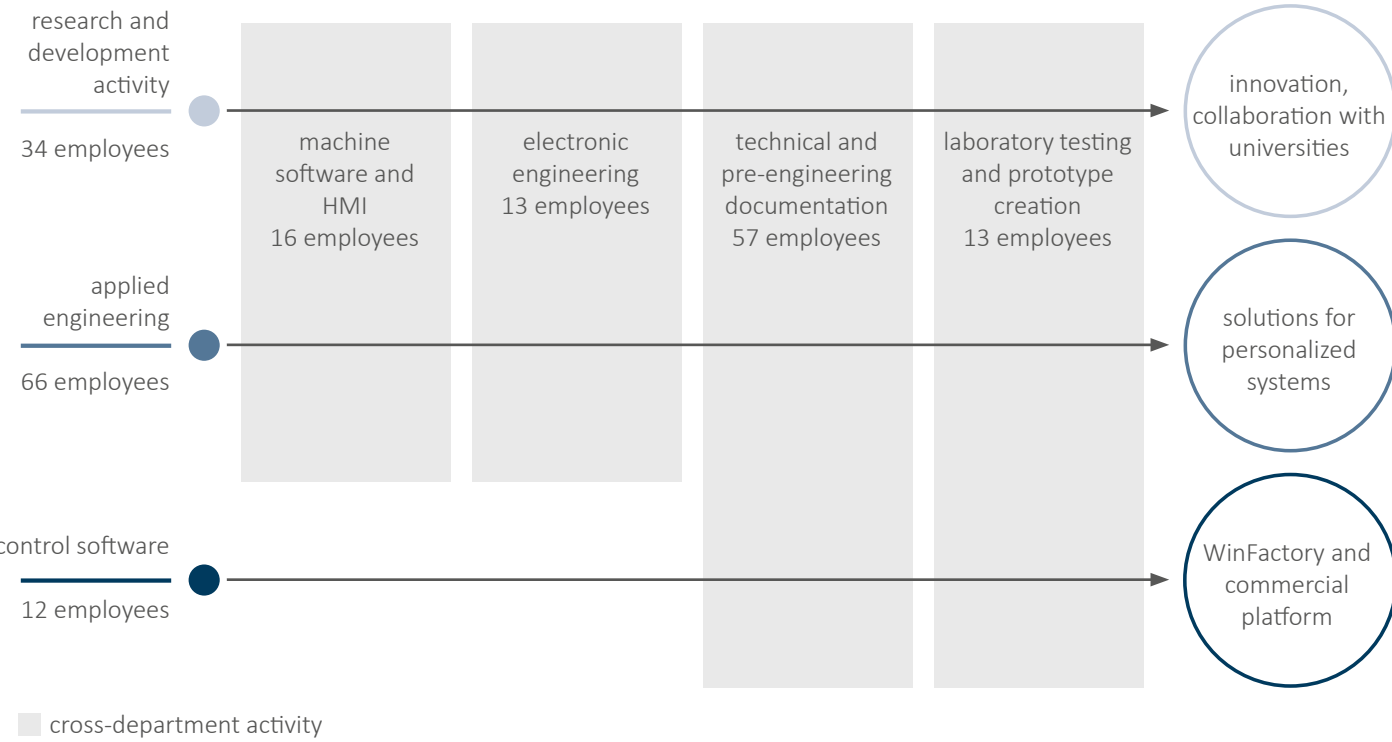 research and
development
activity
34 employees
machine
software and
HMI
16 employees
electronic
engineering
13 employees
technical and
pre-engineering
documentation
57 employees
laboratory testing
and prototype
creation
13 employees
innovation,
collaboration with
universities
applied
engineering
66 employees
solutions for
personalized
systems
control software
12 employees
WinFactory and
commercial
platform
cross-department activity